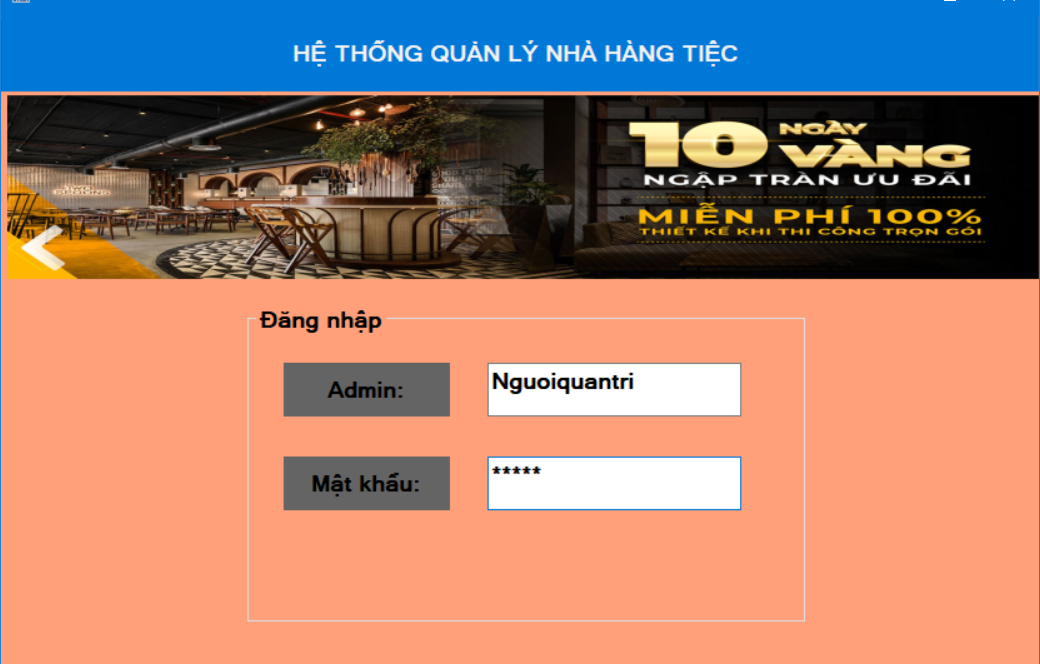 HỆ THỐNG QUẢN LÝ NHÀ HÀNG TIỆC
10 NGÀY
VÀNG
NGẬP TRÀN ƯU ĐÃI
MIỄN PHÍ 100%
THIẾT KẾ KHI THI CÔNG TRỌN GÓI
Đăng nhập
Admin:
Nguoiquantri
Mật khẩu:
*****